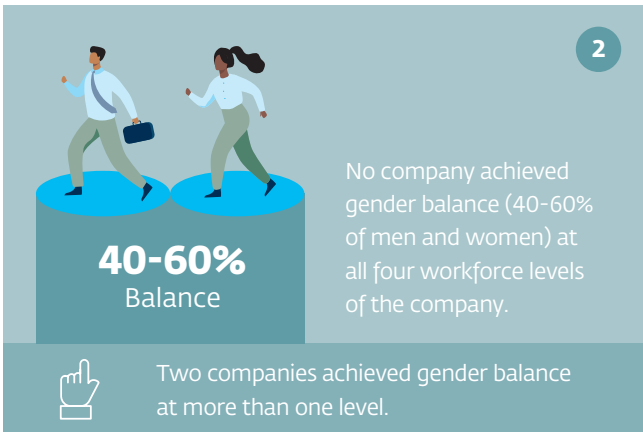 2
No company achieved
gender balance (40-60%
of men and women) at
all four workforce levels
of the company.
40-60%
Balance
Two companies achieved gender balance
at more than one level.